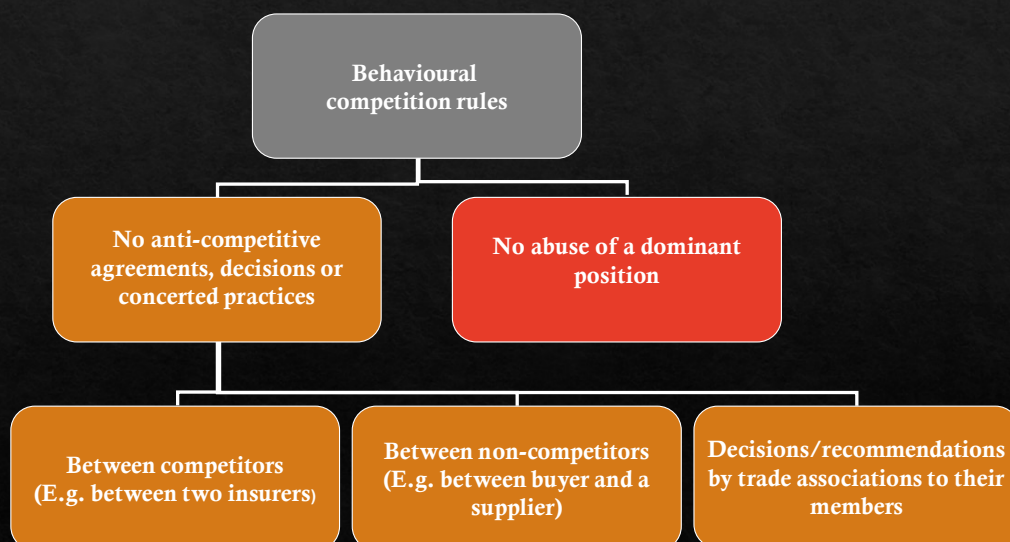 Behavioural
competition rules
No anti-competitive
agreements, decisions or
concerted practices
No abuse of a dominant
position
Between competitors
(E.g. between two insurers)
Between non-competitors
(E.g. between buyer and a
supplier)
Decisions/recommendations
by trade associations to their
members